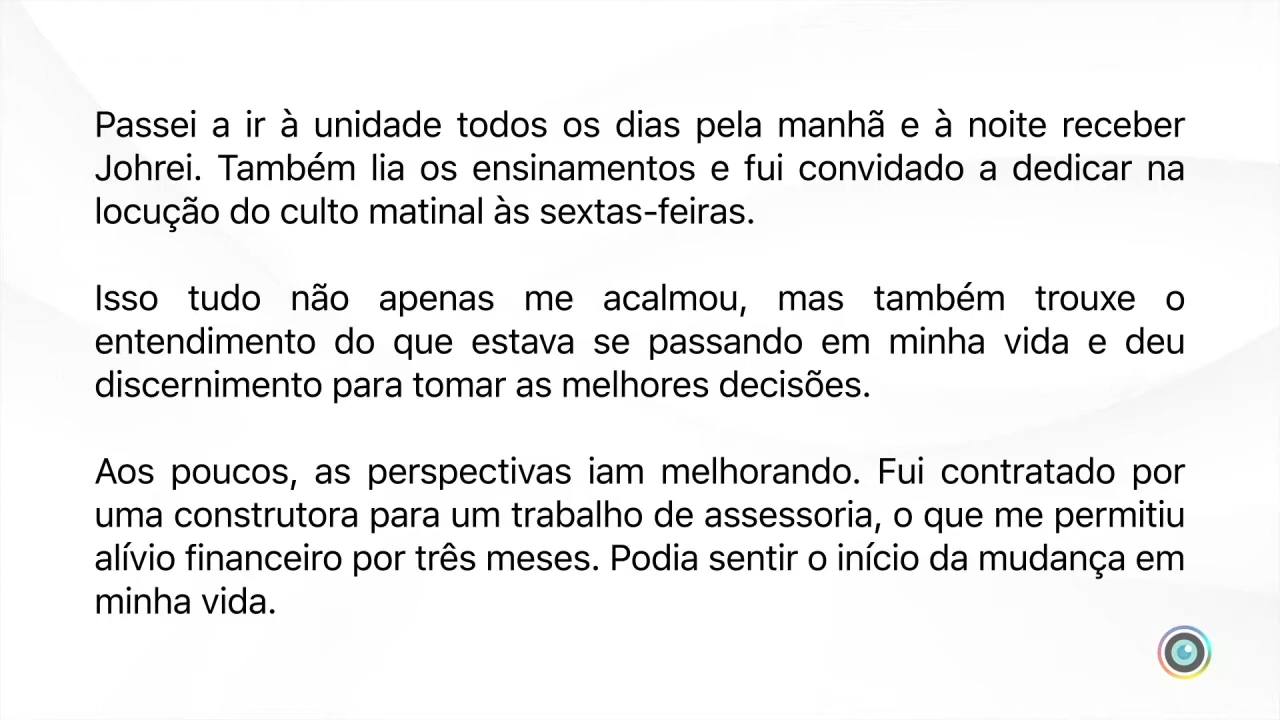 Passei a ir à unidade todos os dias pela manhã e à noite receber
Johrei. Também lia os ensinamentos e fui convidado a dedicar na
locução do culto matinal às sextas-feiras.
Isso tudo não apenas me acalmou, mas também trouxe o
entendimento do que estava se passando em minha vida e deu
discernimento para tomar as melhores decisões.
Aos poucos, as perspectivas iam melhorando. Fui contratado por
uma construtora para um trabalho de assessoria, o que me permitiu
alívio financeiro por três meses. Podia sentir o início da mudança em
minha vida.